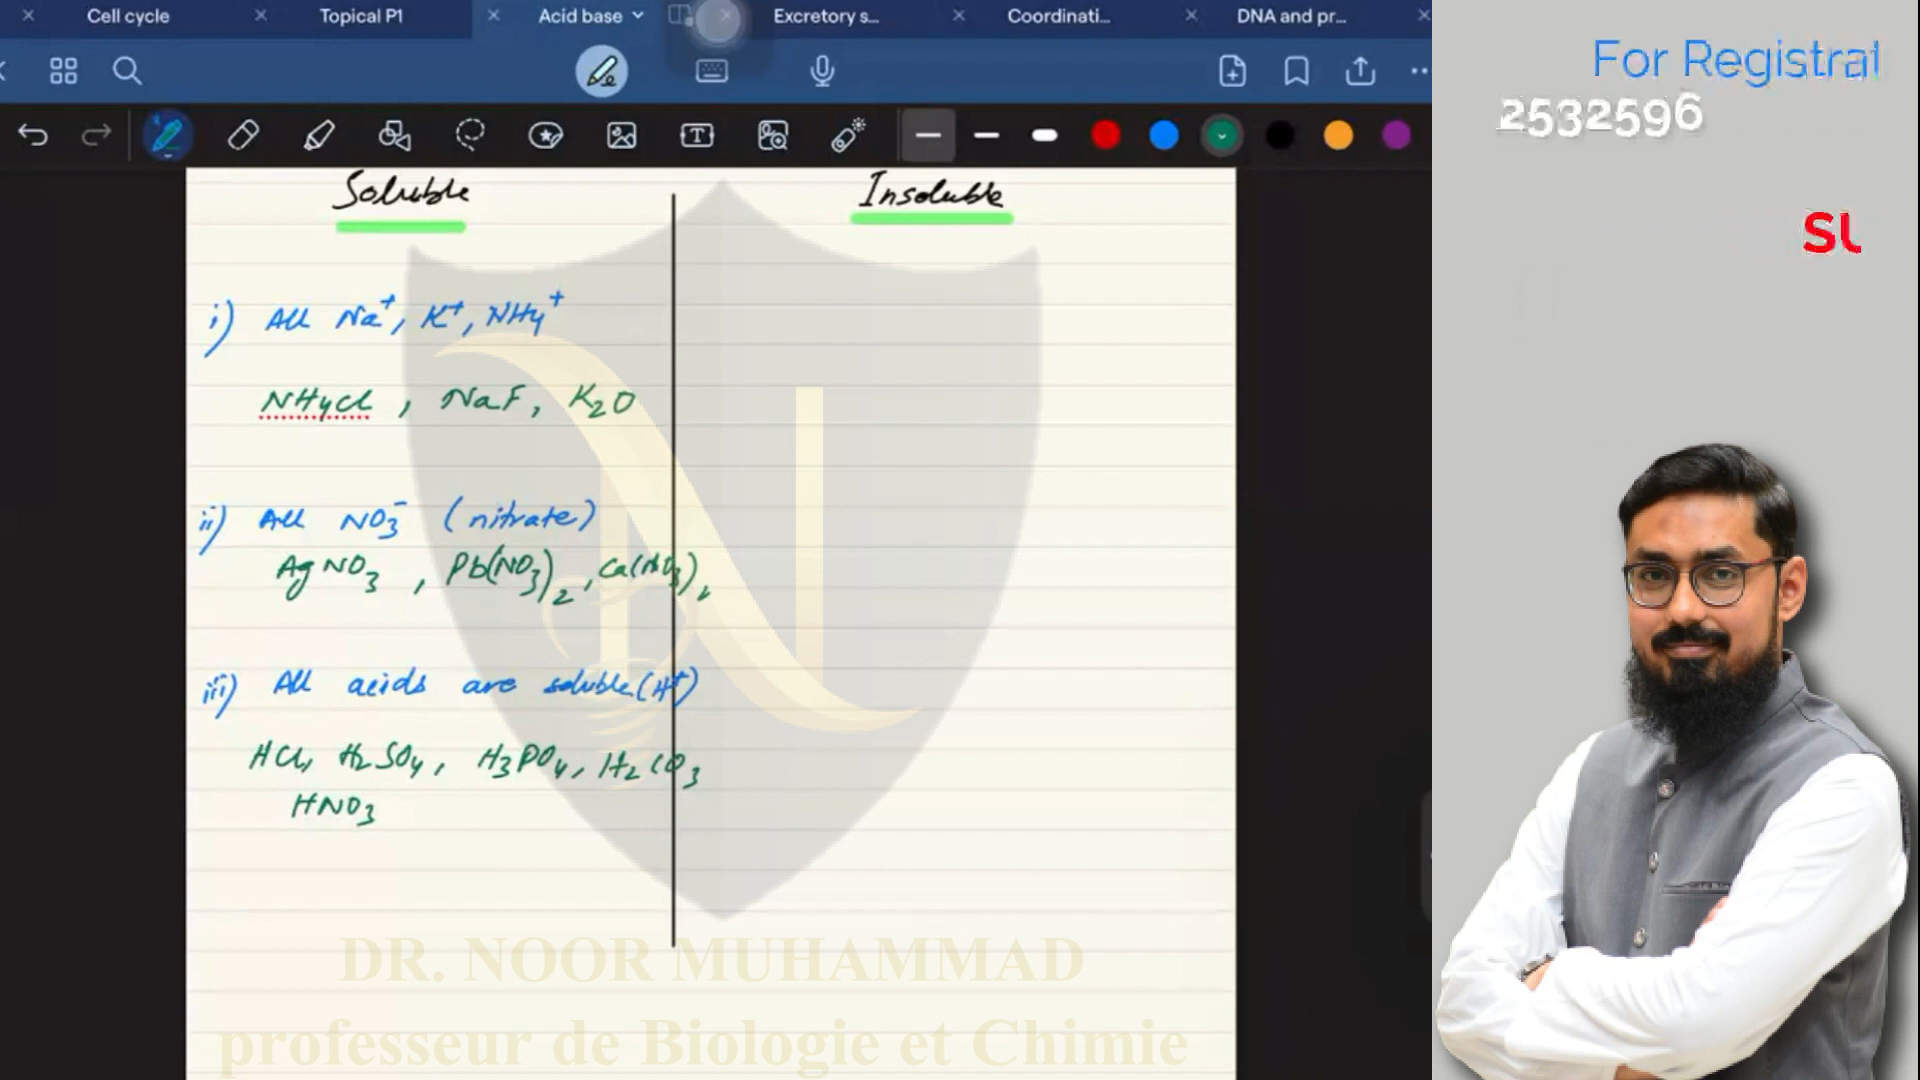 Cell cycle
Topical P1
Acid base
Excretory s...
Coordinati...
DNA and pr...
For Registrat
2532596
SU
Soluble
Insoluble
i) All Na⁺, K⁺, NH₄⁺
NH₄Cl, NaF, K₂O
ii) All NO₃⁻ (nitrate)
AgNO₃, Pb(NO₃)₂, Ca(NO₃)₂
iii) All acids are soluble (H⁺)
HCl, H₂SO₄, H₃PO₄, H₂CO₃
HNO₃
DR. NOOR MUHAMMAD
professeur de Biologie et Chimie